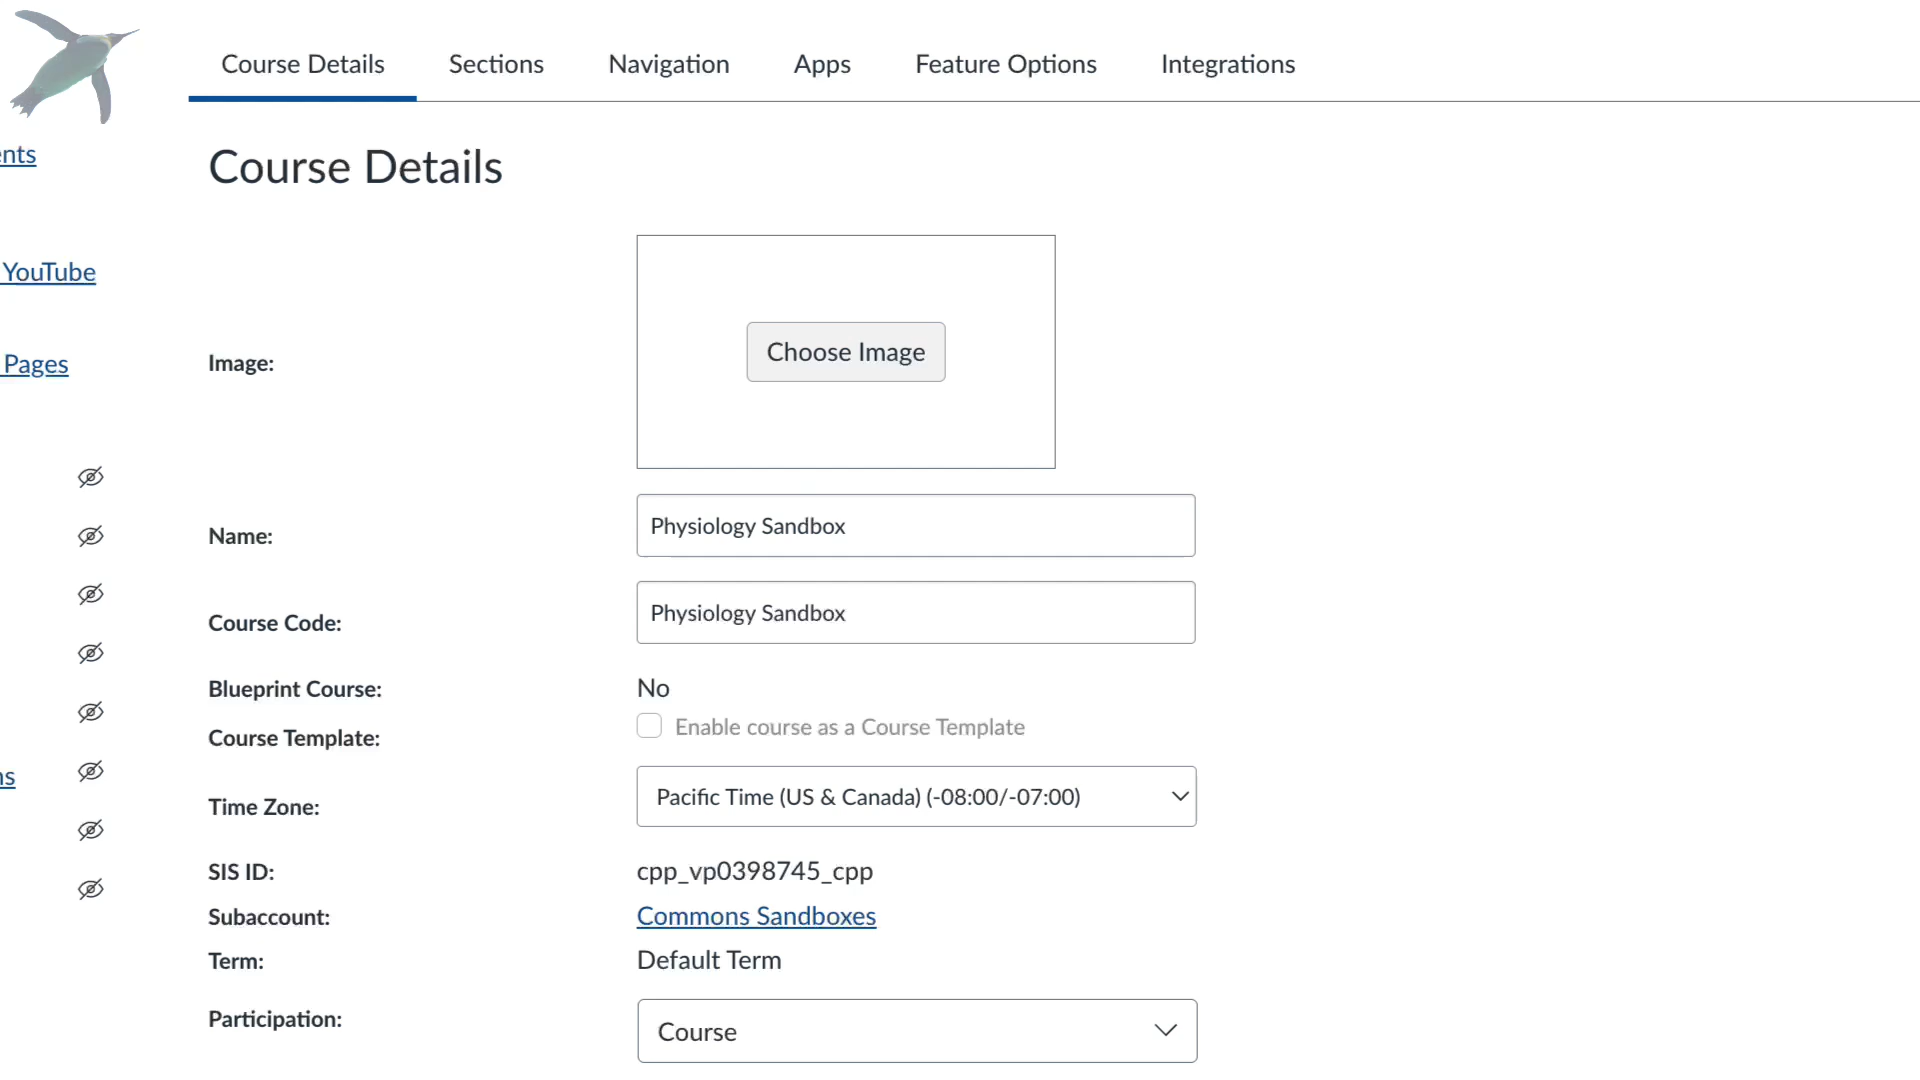 Course Details Sections Navigation Apps Feature Options Integrations
Course Details
YouTube
Pages
Image:
Choose Image
Name:
Physiology Sandbox
Course Code:
Physiology Sandbox
Blueprint Course:
No
Course Template:
Enable course as a Course Template
Time Zone:
Pacific Time (US & Canada) (-08:00/-07:00)
SIS ID:
cpp_vp0398745_cpp
Subaccount:
Commons Sandboxes
Term:
Default Term
Participation:
Course